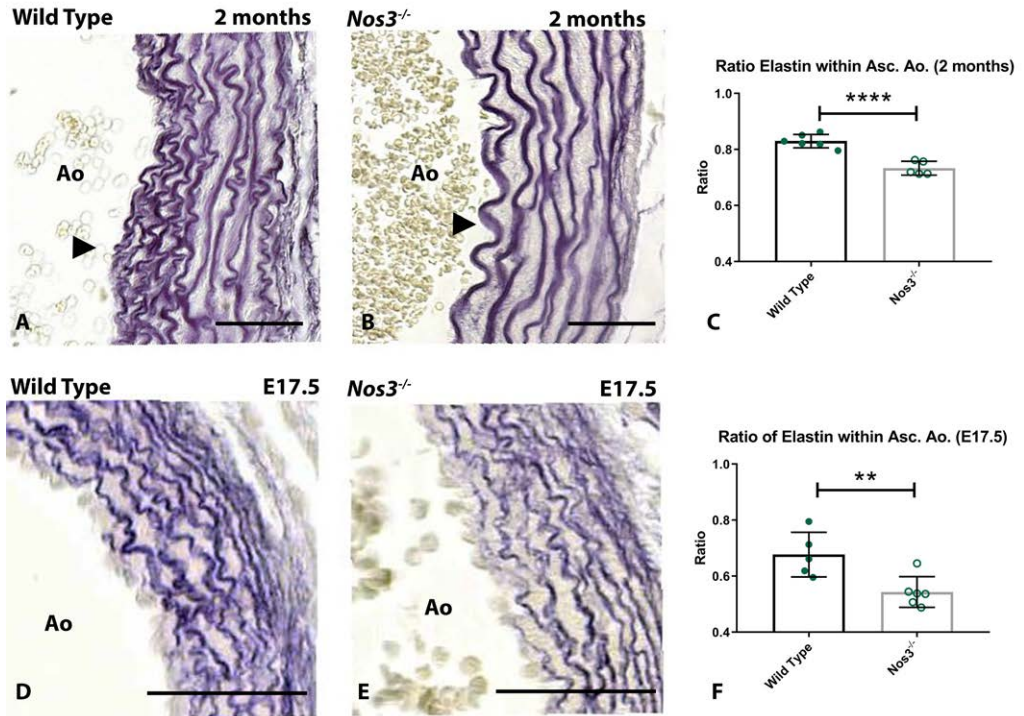 Wild Type 2 months
Ao
A
Nos3-/- 2 months
Ao
B
Ratio Elastin within Asc. Ao. (2 months)
1.0
0.8
0.6
0.4
Ratio
****
Wild Type
Nos3-/-
C
Wild Type E17.5
Ao
D
Nos3-/- E17.5
Ao
E
Ratio of Elastin within Asc. Ao. (E17.5)
1.0
0.8
0.6
0.4
Ratio
**
Wild Type
Nos3-/-
F